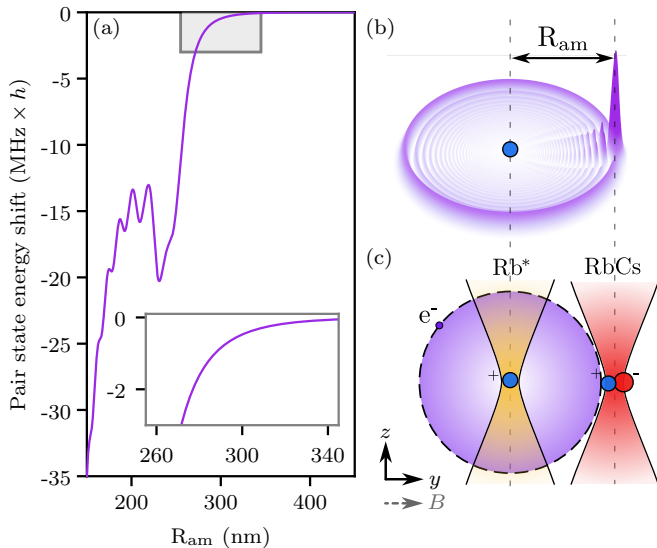 (a)
Pair state energy shift (MHz × h)
0
-5
-10
-15
-20
-25
-30
-35
200
300
400
R_am (nm)
0
-2
260
300
340
(b)
R_am
(c)
Rb*
RbCs
e⁻
+
+
-
z
y
B